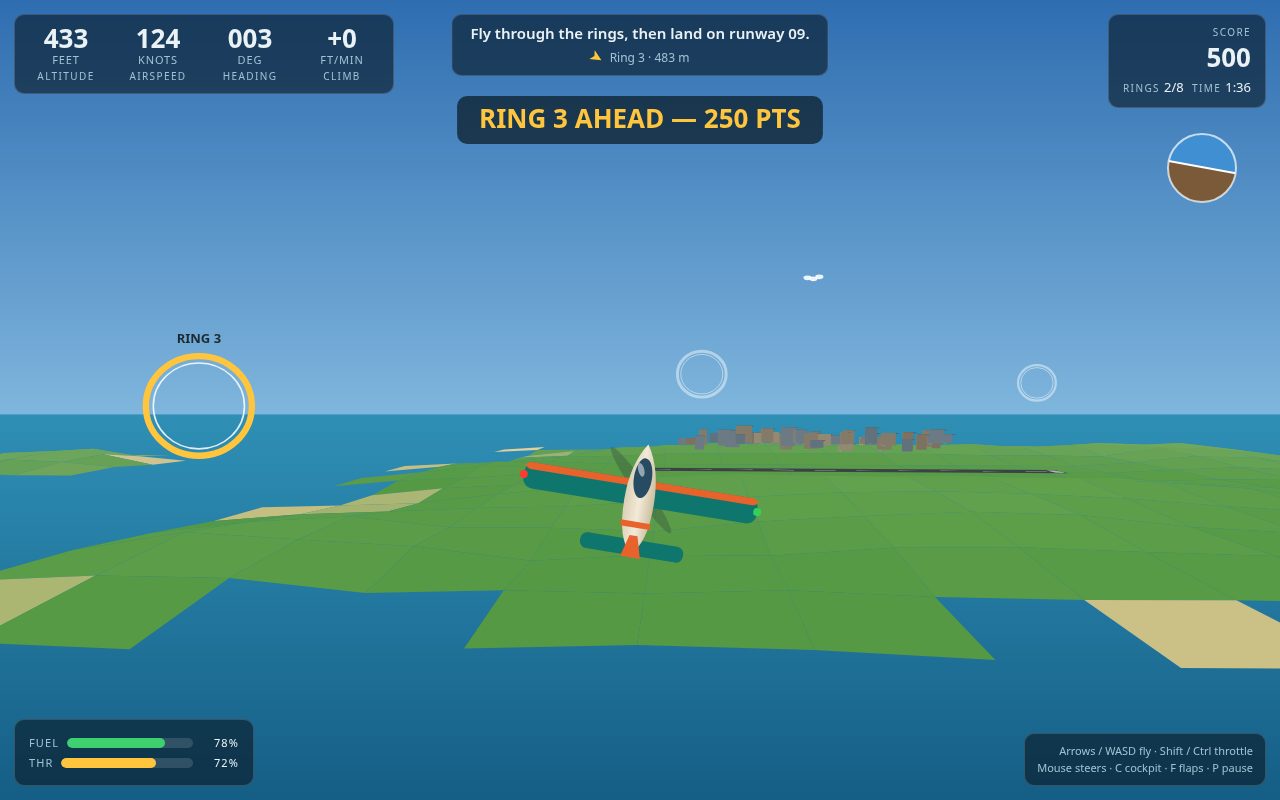 433 124 003 +0
FEET KNOTS DEG FT/MIN
ALTITUDE AIRSPEED HEADING CLIMB
Fly through the rings, then land on runway 09.
Ring 3 · 483 m
RING 3 AHEAD — 250 PTS
SCORE
500
RINGS 2/8 TIME 1:36
RING 3
FUEL 78%
THR 72%
Arrows / WASD fly · Shift / Ctrl throttle
Mouse steers · C cockpit · F flaps · P pause